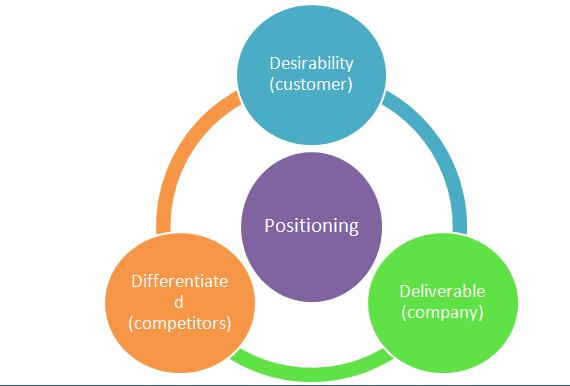 Desirability
(customer)
Positioning
Differentiate
d
(competitors)
Deliverable
(company)